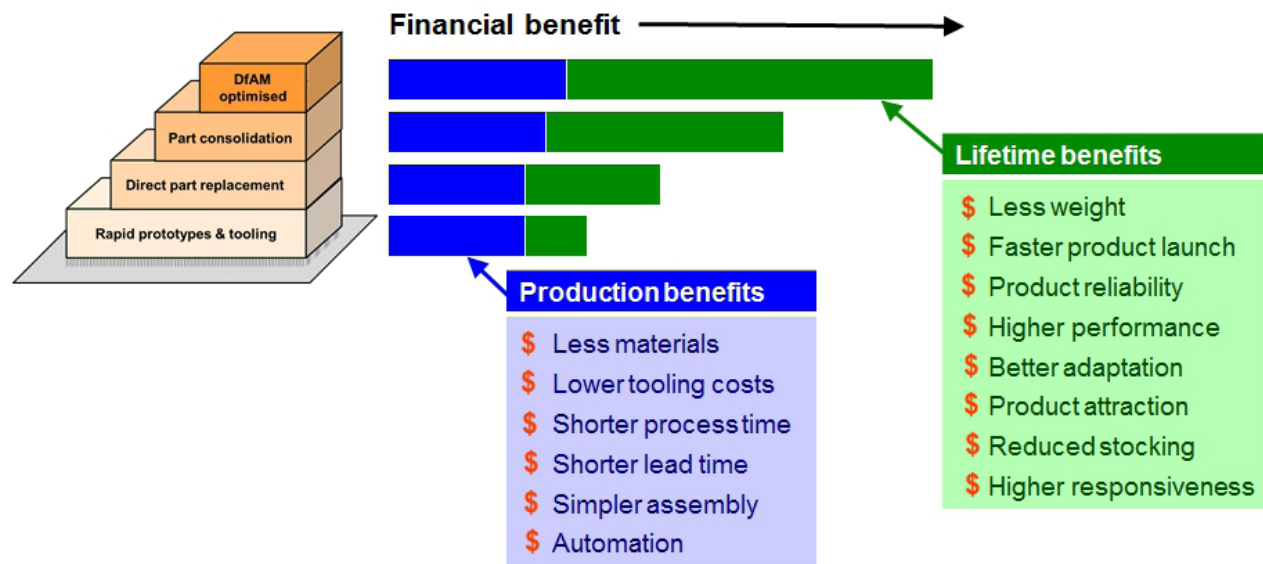 Financial benefit
DfAM
optimised
Part consolidation
Direct part replacement
Rapid prototypes & tooling
Lifetime benefits
$ Less weight
$ Faster product launch
$ Product reliability
$ Higher performance
$ Better adaptation
$ Product attraction
$ Reduced stocking
$ Higher responsiveness
Production benefits
$ Less materials
$ Lower tooling costs
$ Shorter process time
$ Shorter lead time
$ Simpler assembly
$ Automation